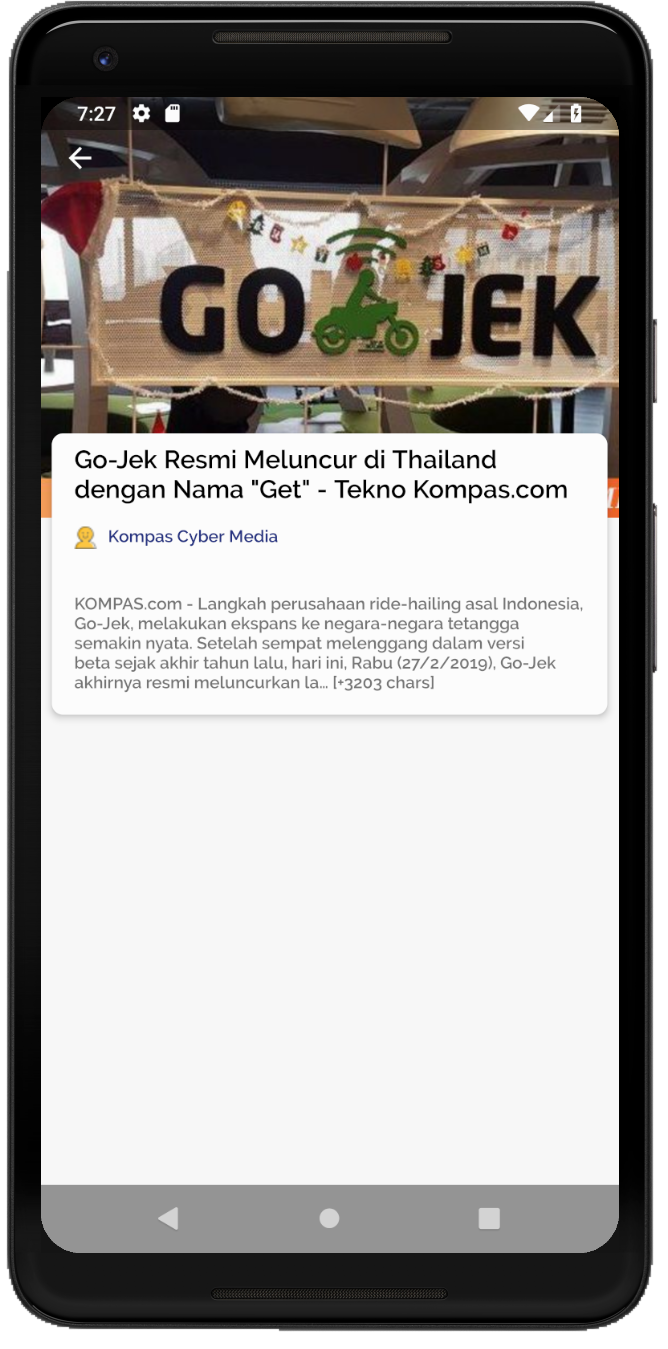 7:27
GO JEK
Go-Jek Resmi Meluncur di Thailand
dengan Nama "Get" - Tekno Kompas.com
Kompas Cyber Media
KOMPAS.com - Langkah perusahaan ride-hailing asal Indonesia,
Go-Jek, melakukan ekspans ke negara-negara tetangga
semakin nyata. Setelah sempat melenggang dalam versi
beta sejak akhir tahun lalu, hari ini, Rabu (27/2/2019), Go-Jek
akhirnya resmi meluncurkan la… [+3203 chars]